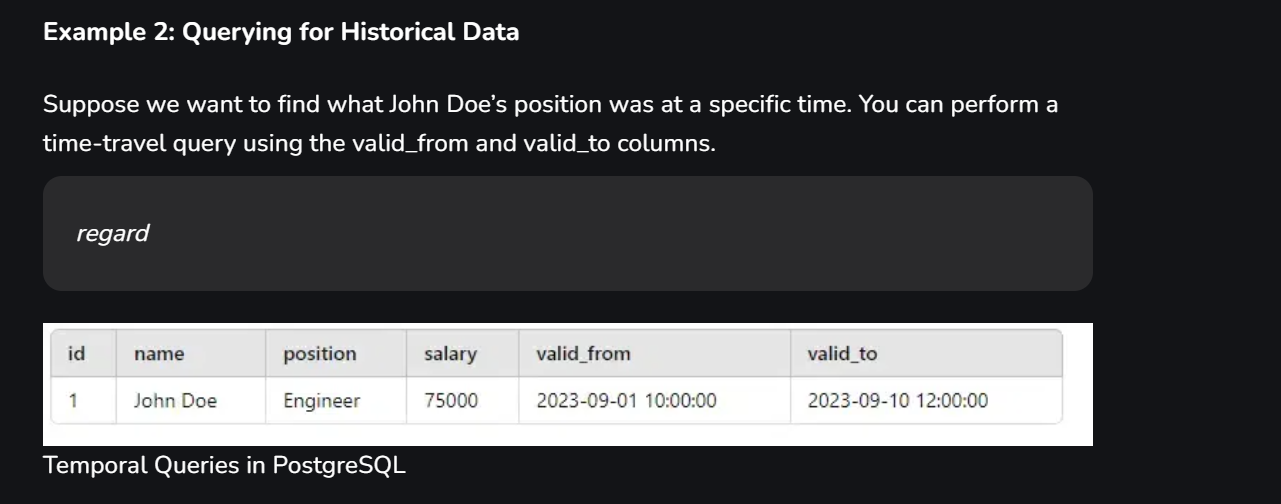 Example 2: Querying for Historical Data
Suppose we want to find what John Doe’s position was at a specific time. You can perform a
time-travel query using the valid_from and valid_to columns.
regard
id name position salary valid_from valid_to
1 John Doe Engineer 75000 2023-09-01 10:00:00 2023-09-10 12:00:00
Temporal Queries in PostgreSQL